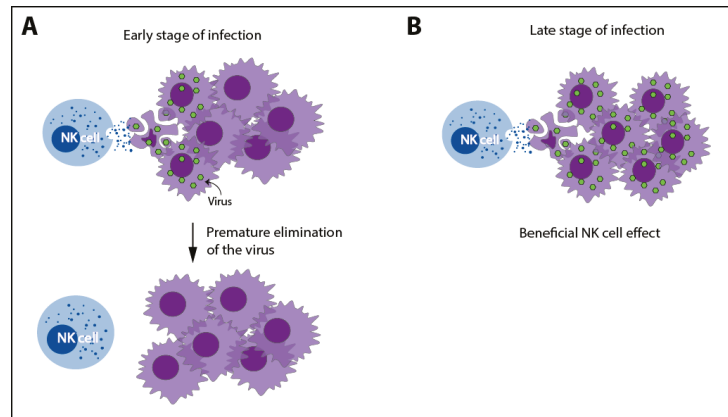 A
Early stage of infection
NK cell
Virus
Premature elimination
of the virus
NK cell
B
Late stage of infection
NK cell
Beneficial NK cell effect